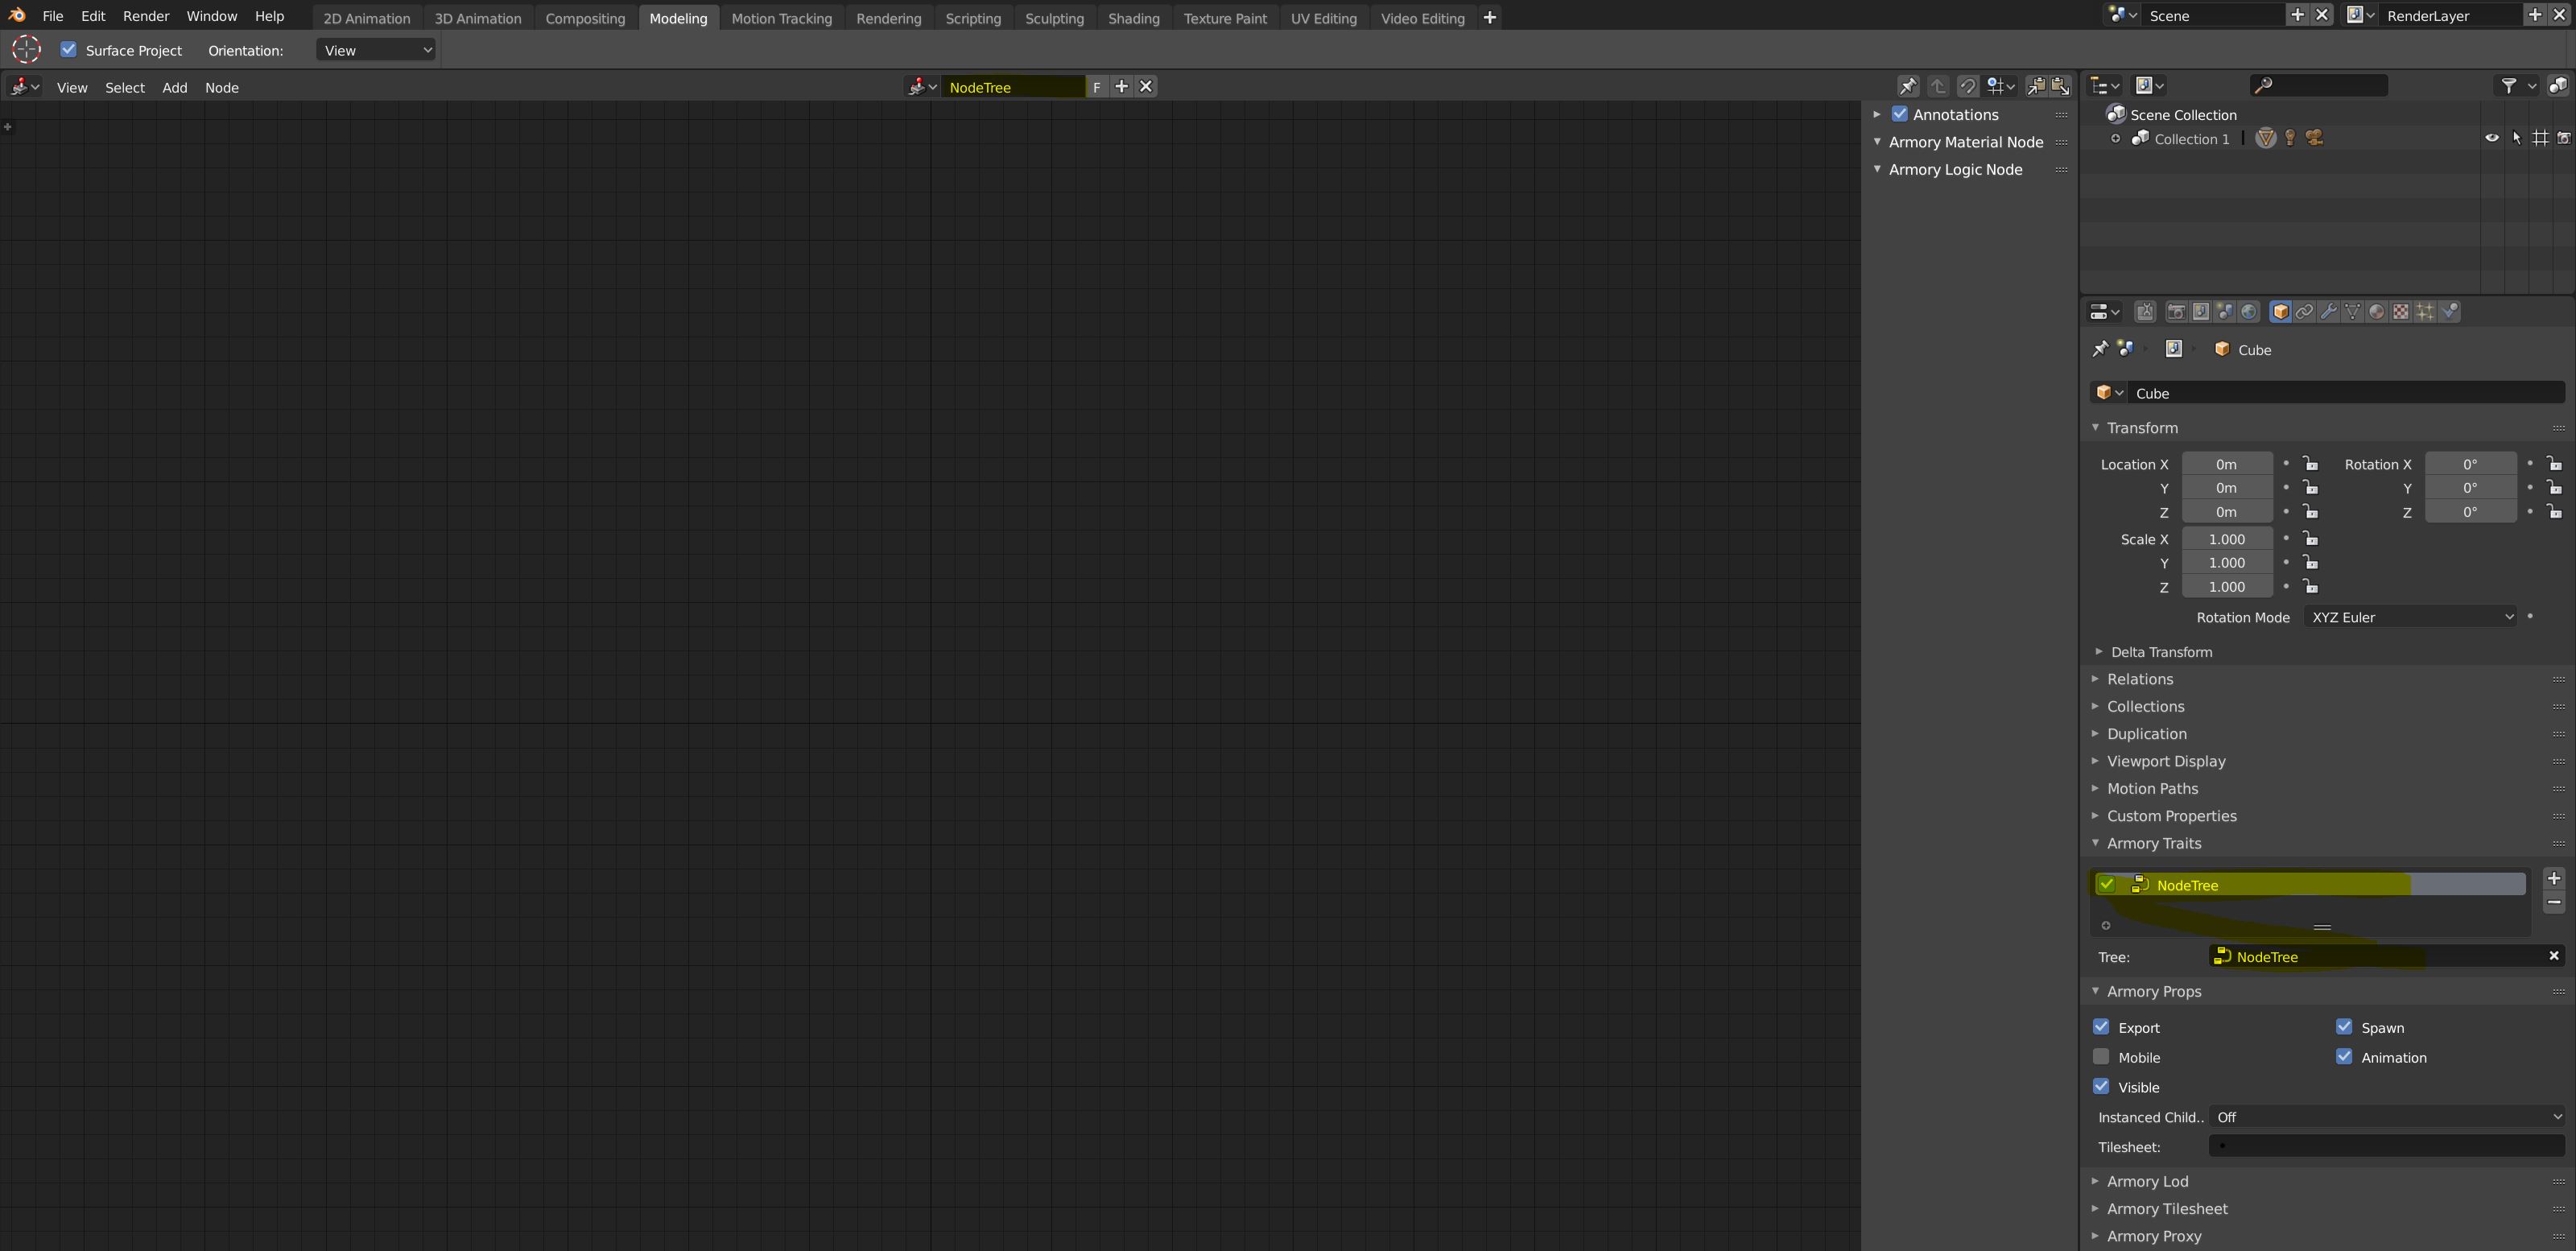 File Edit Render Window Help 2D Animation 3D Animation Compositing Modeling Motion Tracking Rendering Scripting Sculpting Shading Texture Paint UV Editing Video Editing Scene RenderLayer
Surface Project Orientation: View
View Select Add Node NodeTree F
Annotations
Armory Material Node
Armory Logic Node
Scene Collection
Collection 1
Cube
Cube
Transform
Location X 0m Rotation X 0°
Y 0m Y 0°
Z 0m Z 0°
Scale X 1.000
Y 1.000
Z 1.000
Rotation Mode XYZ Euler
Delta Transform
Relations
Collections
Duplication
Viewport Display
Motion Paths
Custom Properties
Armory Traits
NodeTree
Tree: NodeTree
Armory Props
Export Spawn
Mobile Animation
Visible
Instanced Child.. Off
Tilesheet:
Armory Lod
Armory Tilesheet
Armory Proxy